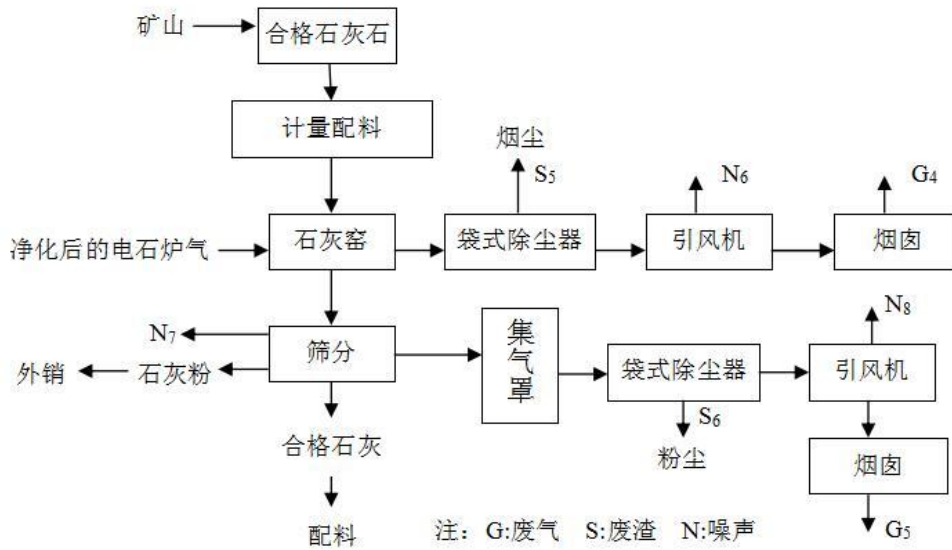 矿山
合格石灰石
计量配料
烟尘
S5
N6
G4
净化后的电石炉气
石灰窑
袋式除尘器
引风机
烟囱
N7
筛分
集气罩
N8
外销
石灰粉
袋式除尘器
引风机
S6
合格石灰
粉尘
烟囱
配料
注：G:废气 S:废渣 N:噪声
G5